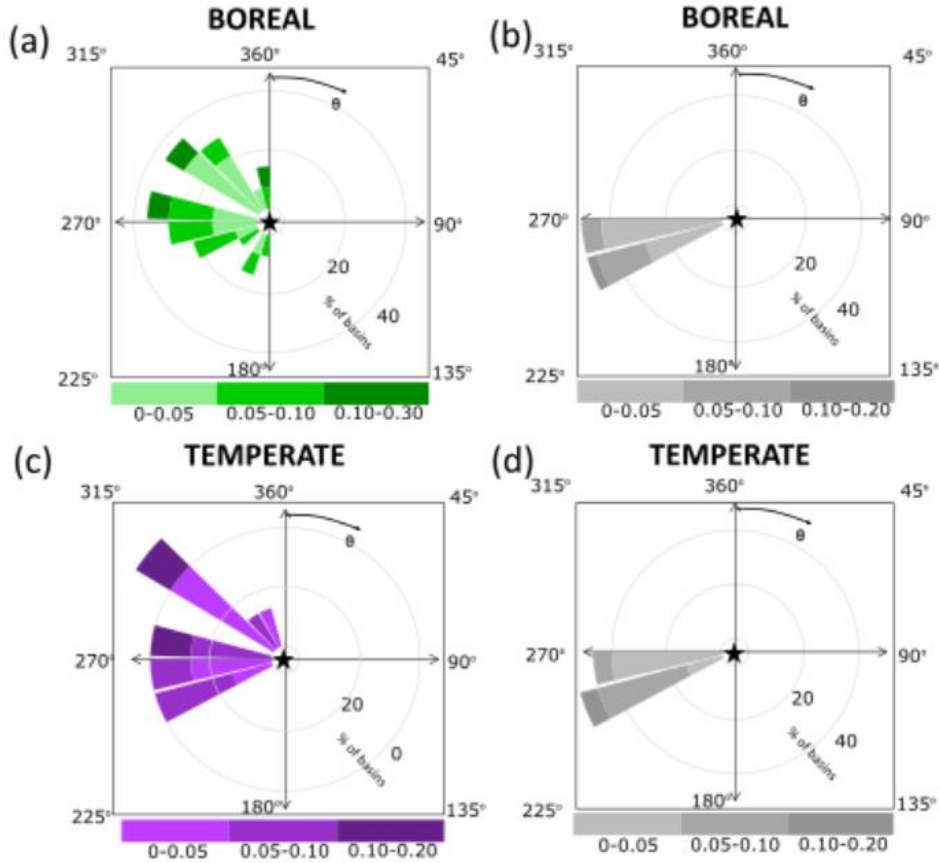 (a)
BOREAL
315°
360°
45°
θ
270°
90°
20
40
% of basins
180°
225°
135°
0-0.05 0.05-0.10 0.10-0.30
(b)
BOREAL
315°
360°
45°
θ
270°
90°
20
40
% of basins
180°
225°
135°
0-0.05 0.05-0.10 0.10-0.20
(c)
TEMPERATE
315°
360°
45°
θ
270°
90°
20
0
% of basins
180°
225°
135°
0-0.05 0.05-0.10 0.10-0.20
(d)
TEMPERATE
315°
360°
45°
θ
270°
90°
20
40
% of basins
180°
225°
135°
0-0.05 0.05-0.10 0.10-0.20